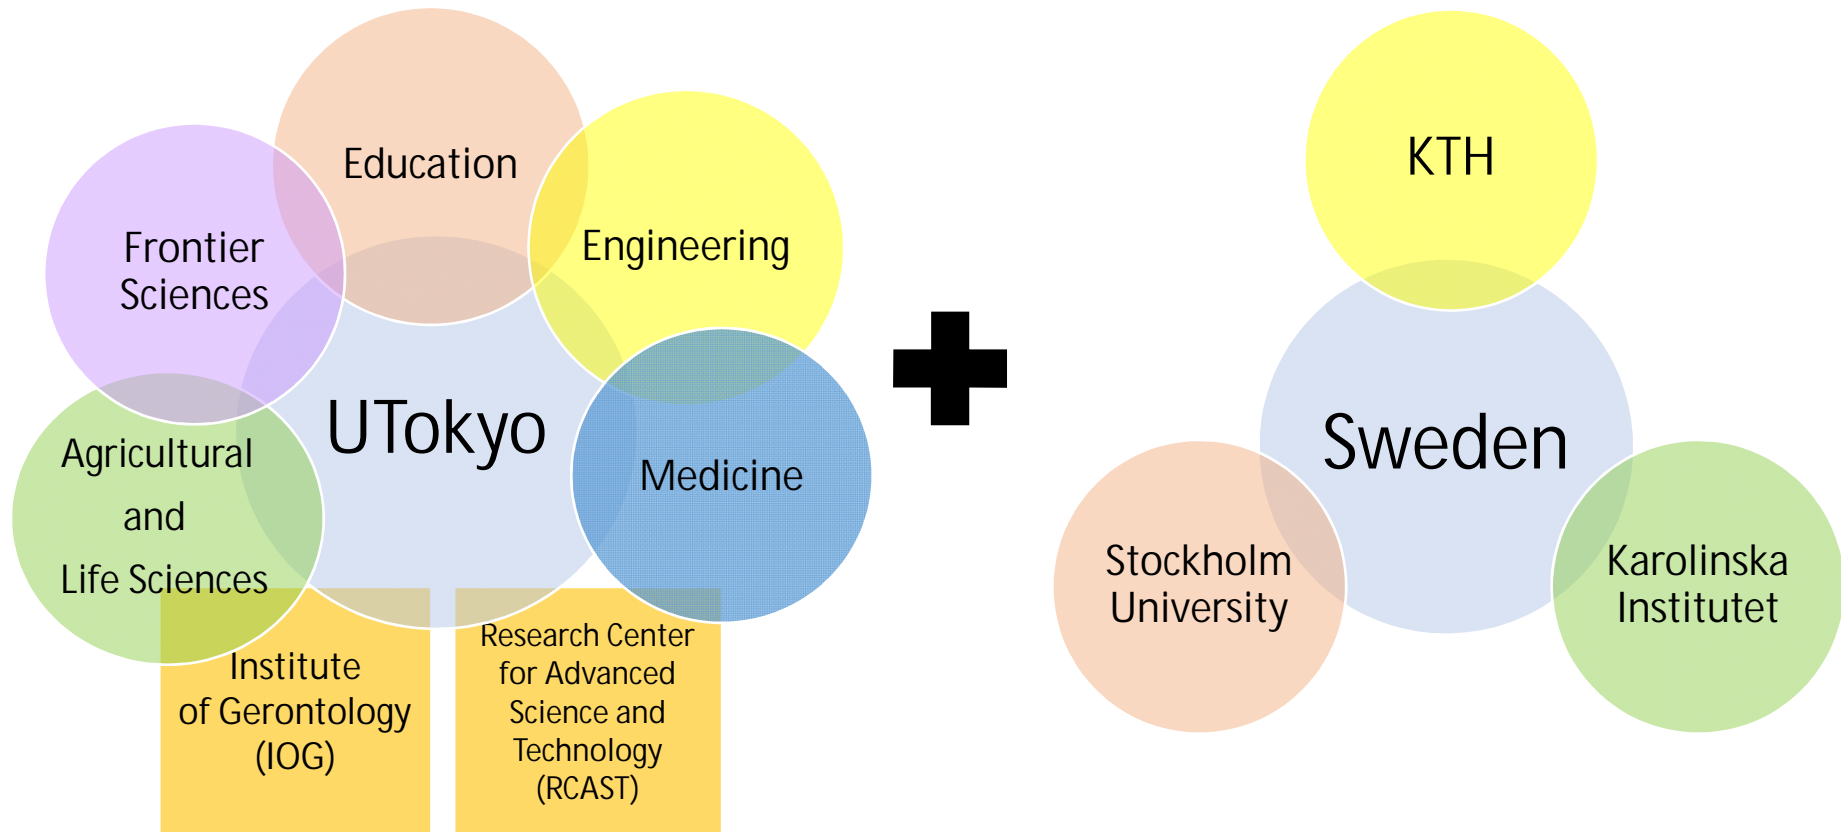 Education
Engineering
Frontier
Sciences
UTokyo
Medicine
Agricultural
and
Life Sciences
Institute
of Gerontology
(IOG)
Research Center
for Advanced
Science and
Technology
(RCAST)
KTH
Sweden
Stockholm
University
Karolinska
Institutet